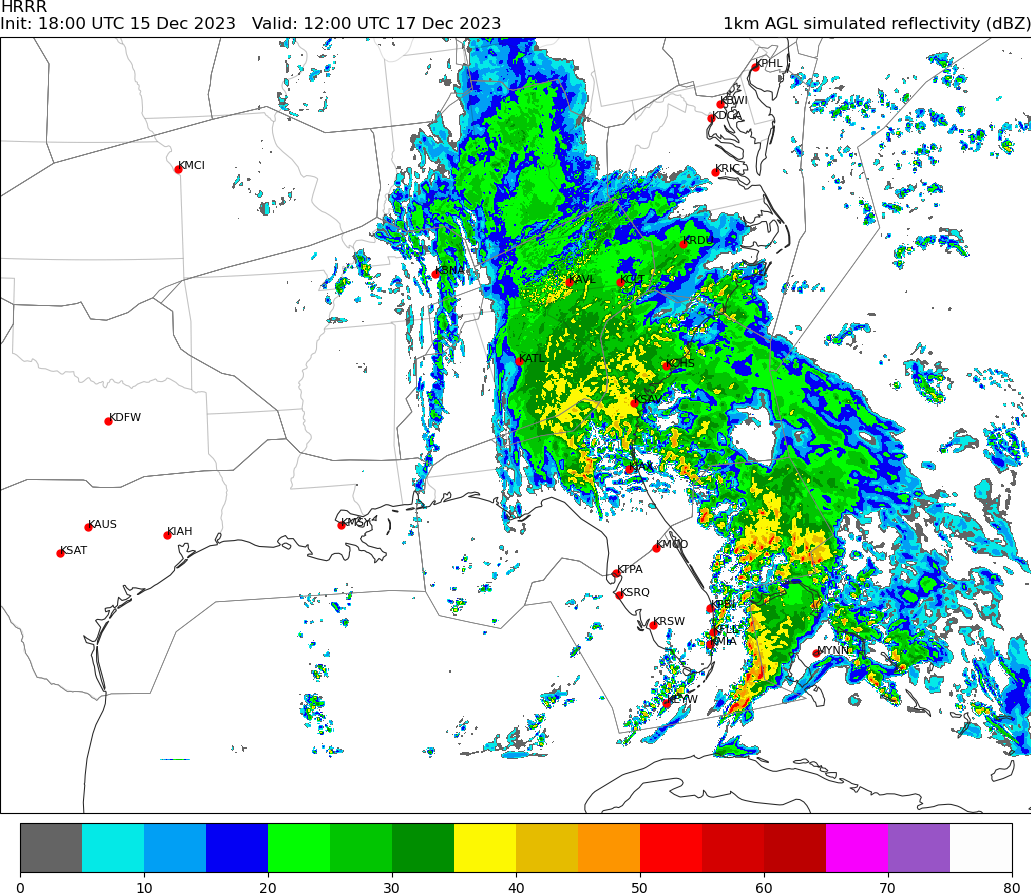 HRRR
Init: 18:00 UTC 15 Dec 2023   Valid: 12:00 UTC 17 Dec 2023   1km AGL simulated reflectivity (dBZ)
KPHL
KBWI
KDCA
KMCI
KRIC
KRDU
KBNA
KAVL
KATL
KCHS
KSAV
KDFW
KJAX
KAUS
KIAH
KMSY
KSAT
KMCO
KTPA
KSRQ
KPBI
KRSW
KFLL
KMIA
MYNN
KEYW
0 10 20 30 40 50 60 70 80